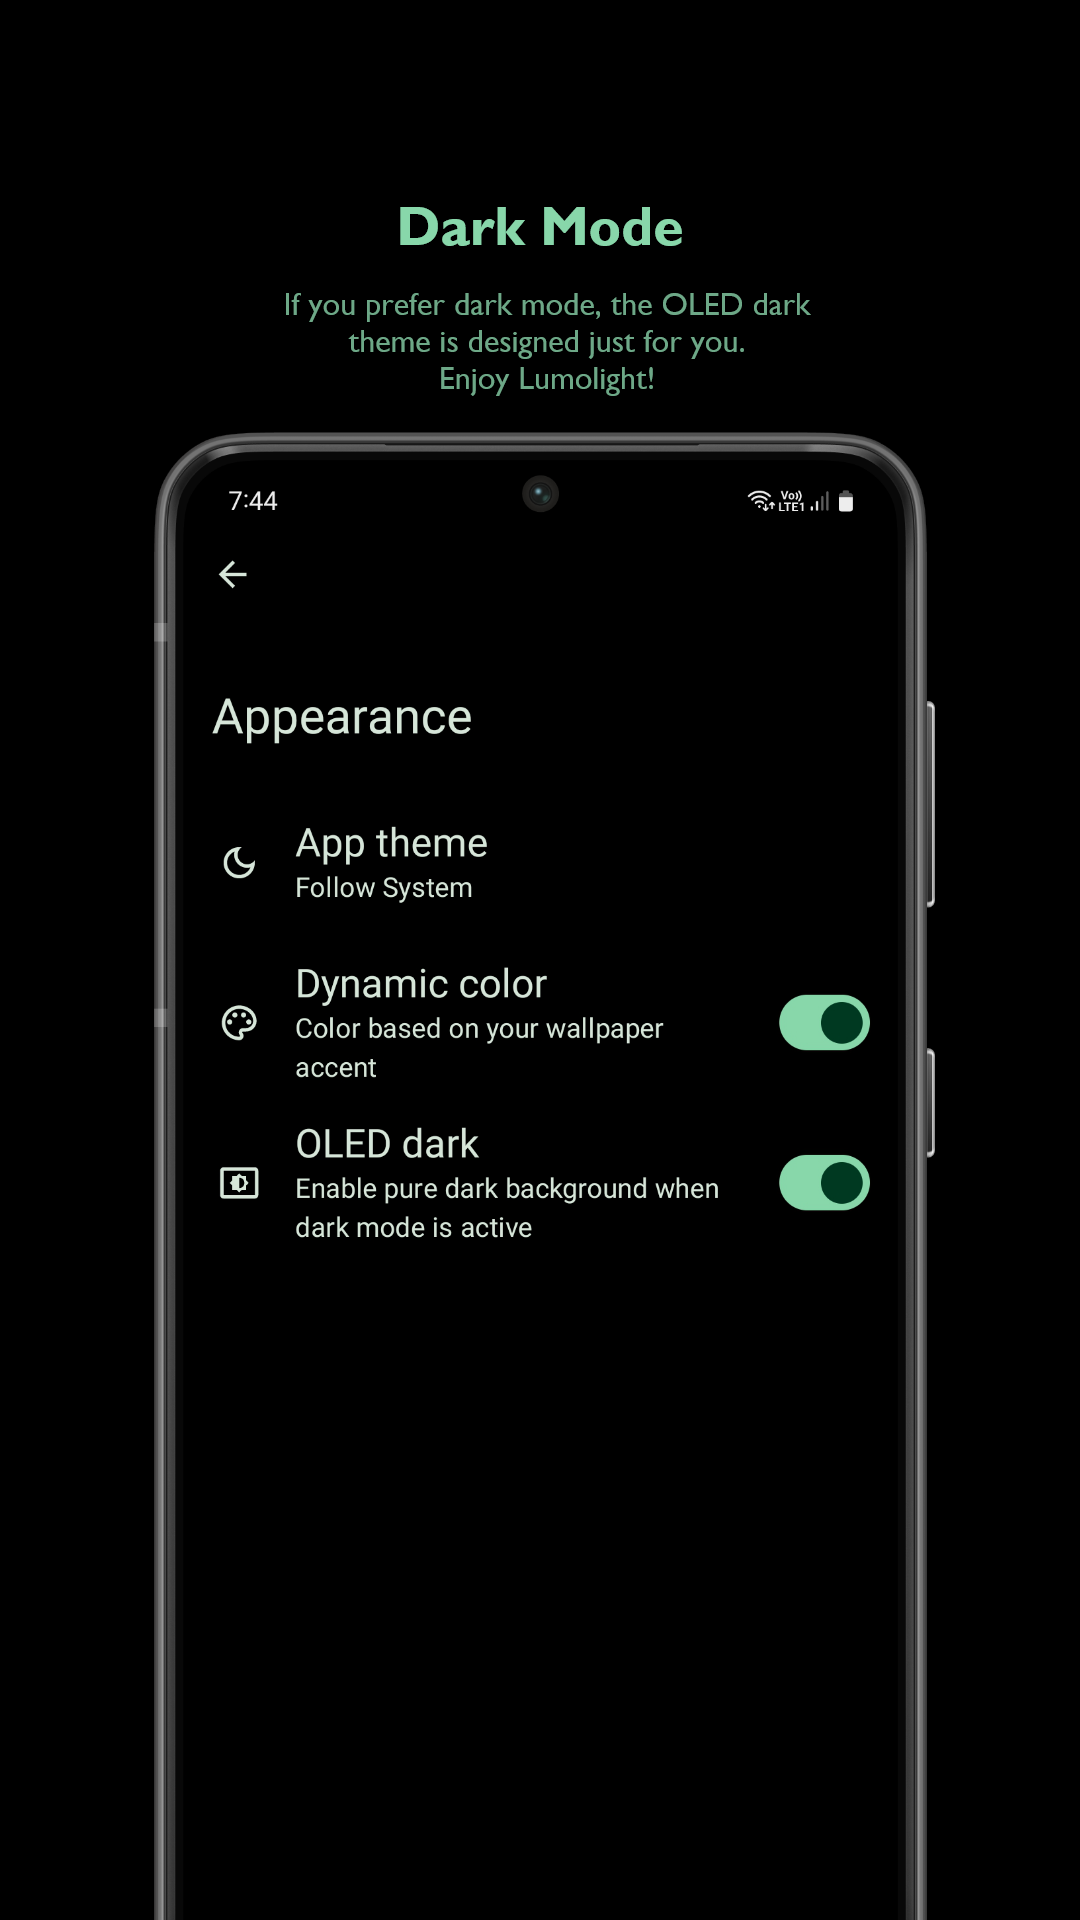 Dark Mode
If you prefer dark mode, the OLED dark
theme is designed just for you.
Enjoy Lumolight!
7:44
Vo)) LTE1
Appearance
App theme
Follow System
Dynamic color
Color based on your wallpaper
accent
OLED dark
Enable pure dark background when
dark mode is active